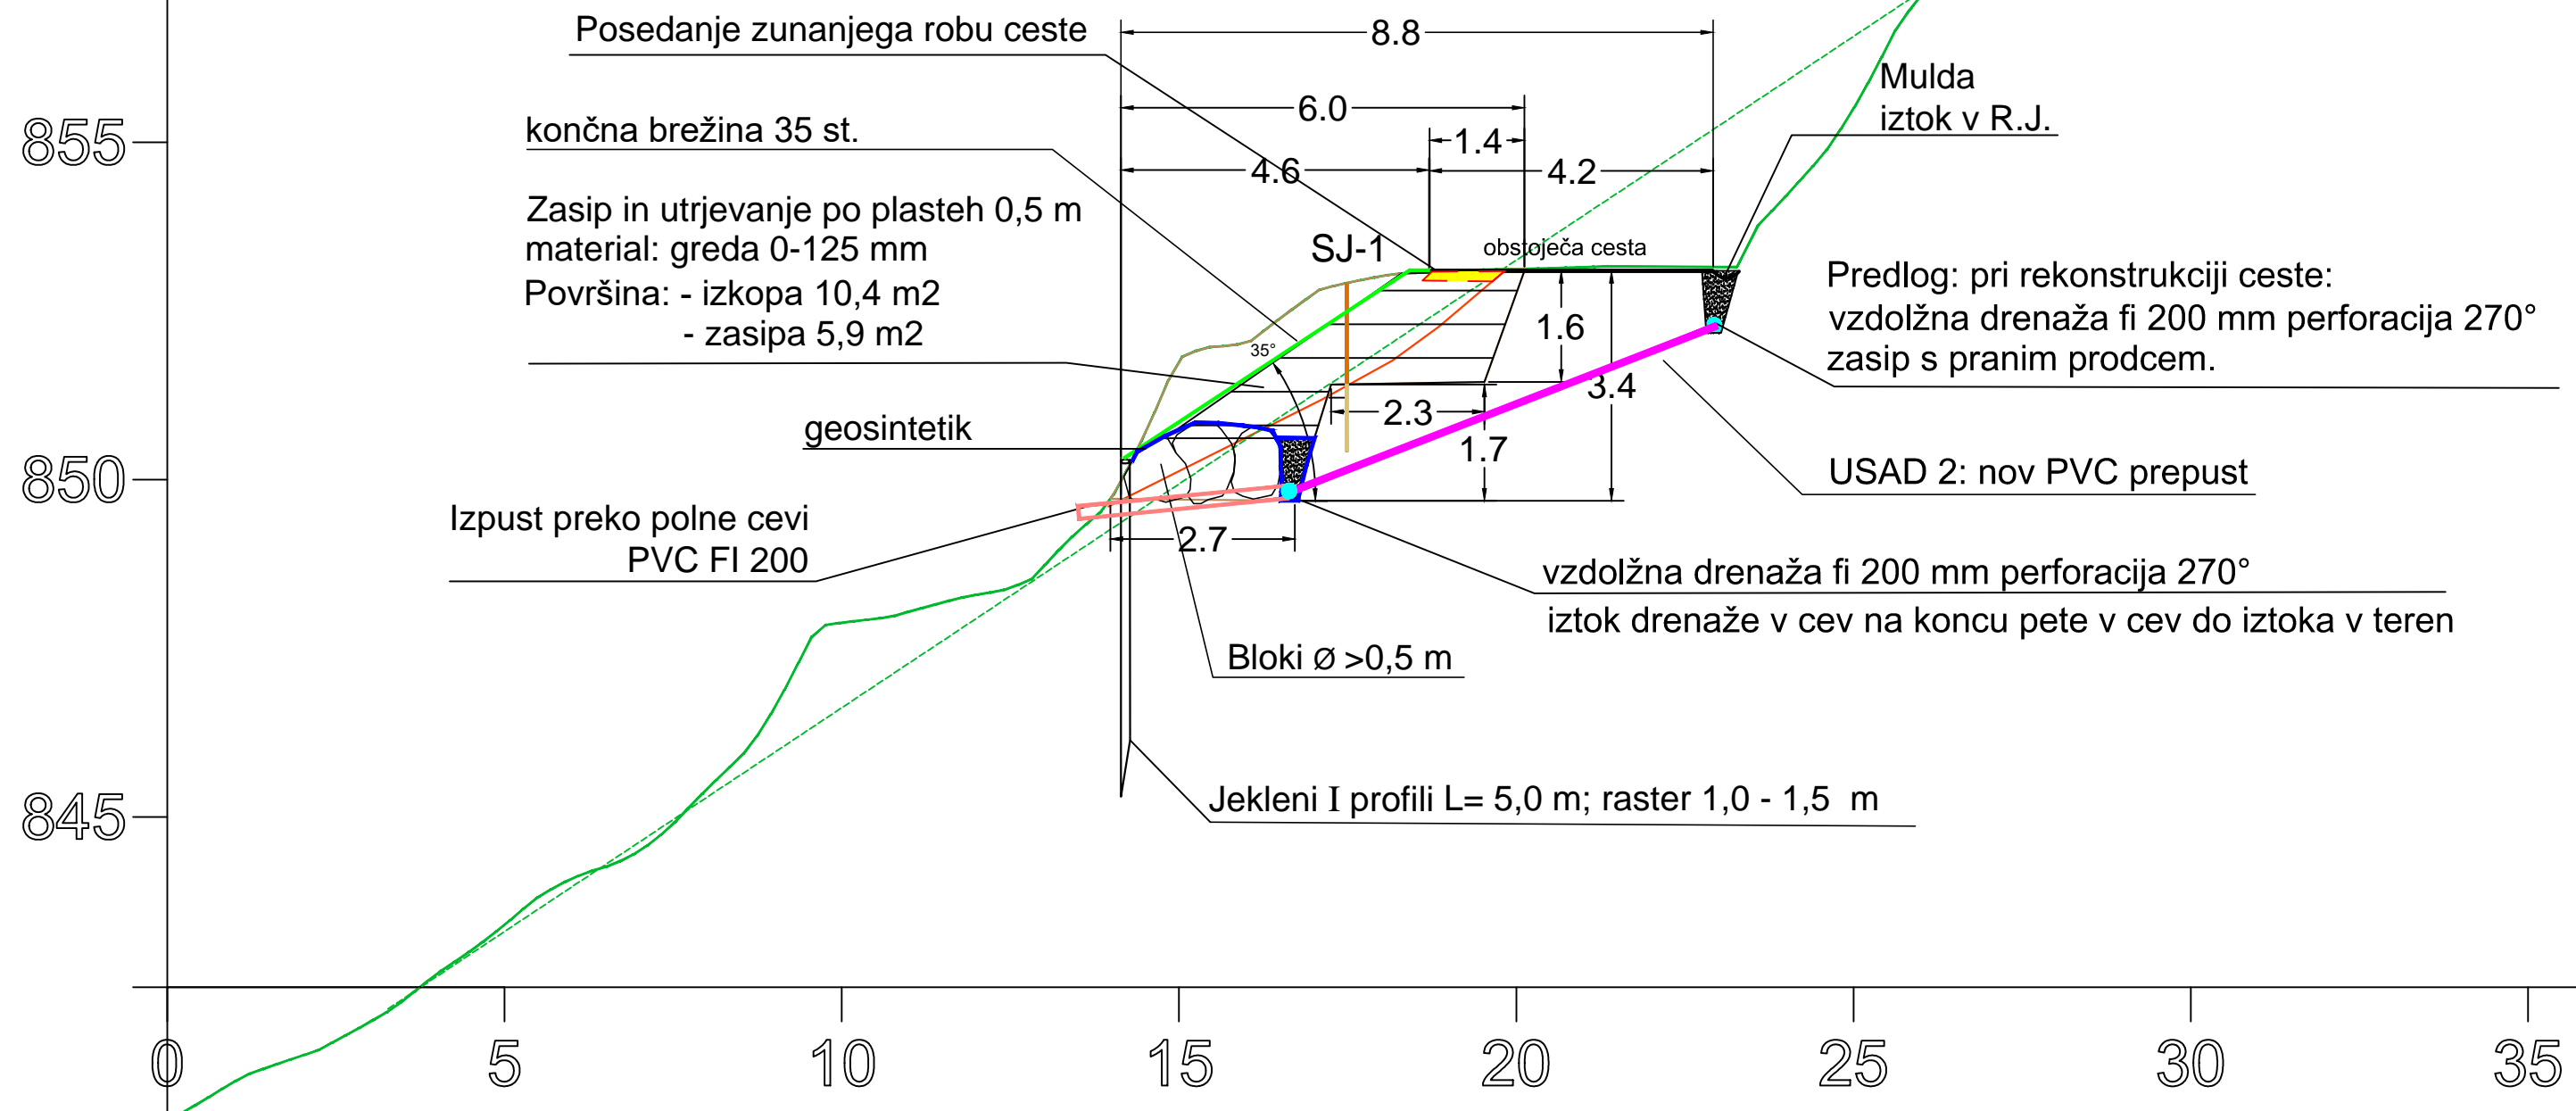 Posedanje zunanjega robu ceste
8.8
Mulda
iztok v R.J.
6.0
1.4
855
končna brežina 35 st.
4.6
4.2
Zasip in utrjevanje po plasteh 0,5 m
material: greda 0-125 mm
Površina: - izkopa 10,4 m2
- zasipa 5,9 m2
SJ-1
obstoječa cesta
Predlog: pri rekonstrukciji ceste:
vzdolžna drenaža fi 200 mm perforacija 270°
zasip s pranim prodcem.
1.6
35°
3.4
2.3
geosintetik
1.7
850
USAD 2: nov PVC prepust
Izpust preko polne cevi
PVC FI 200
2.7
vzdolžna drenaža fi 200 mm perforacija 270°
iztok drenaže v cev na koncu pete v cev do iztoka v teren
Bloki Ø >0,5 m
845
Jekleni I profili L= 5,0 m; raster 1,0 - 1,5 m
0 5 10 15 20 25 30 35